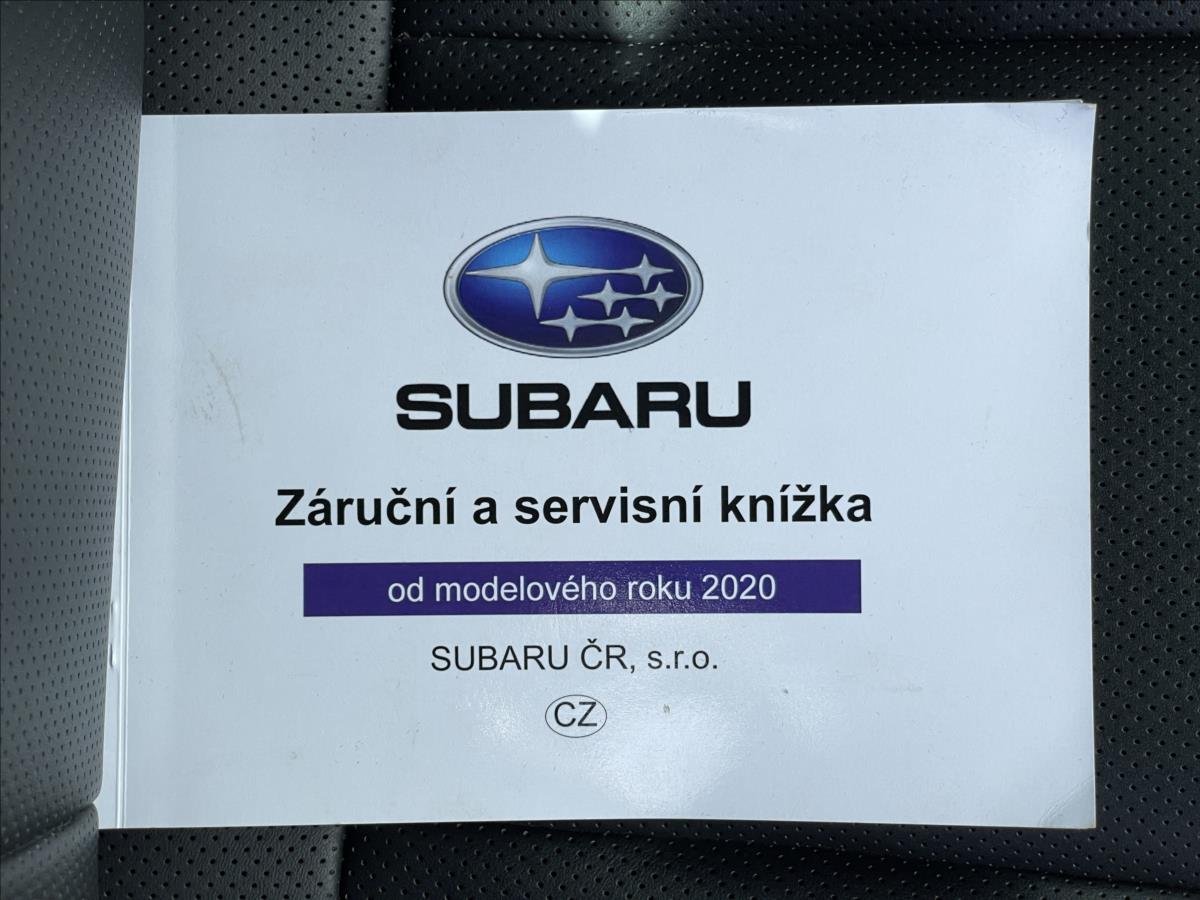 SUBARU
Záruční a servisní knížka
od modelového roku 2020
SUBARU ČR, s.r.o.
CZ